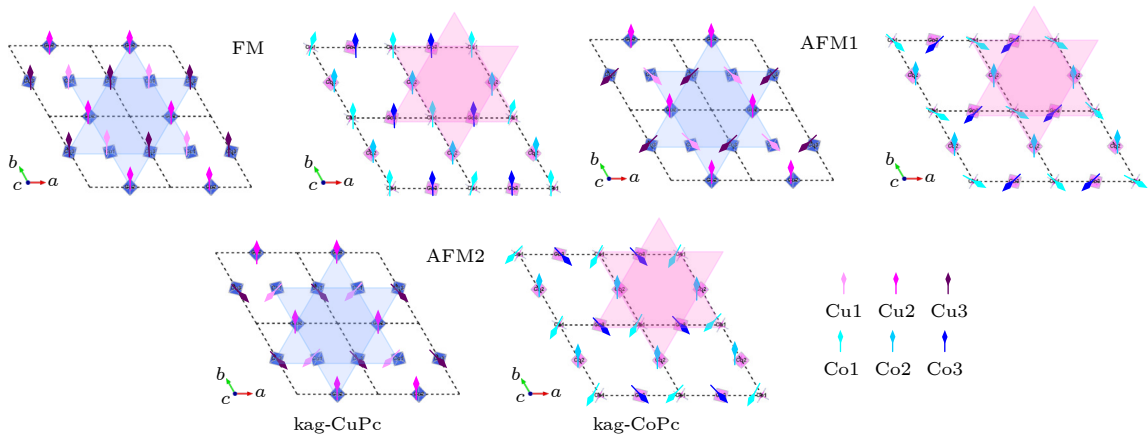 FM
AFM1
b
c a
b
c a
b
c a
b
c a
AFM2
b
c a
b
c a
Cu1 Cu2 Cu3
Co1 Co2 Co3
kag-CuPc kag-CoPc